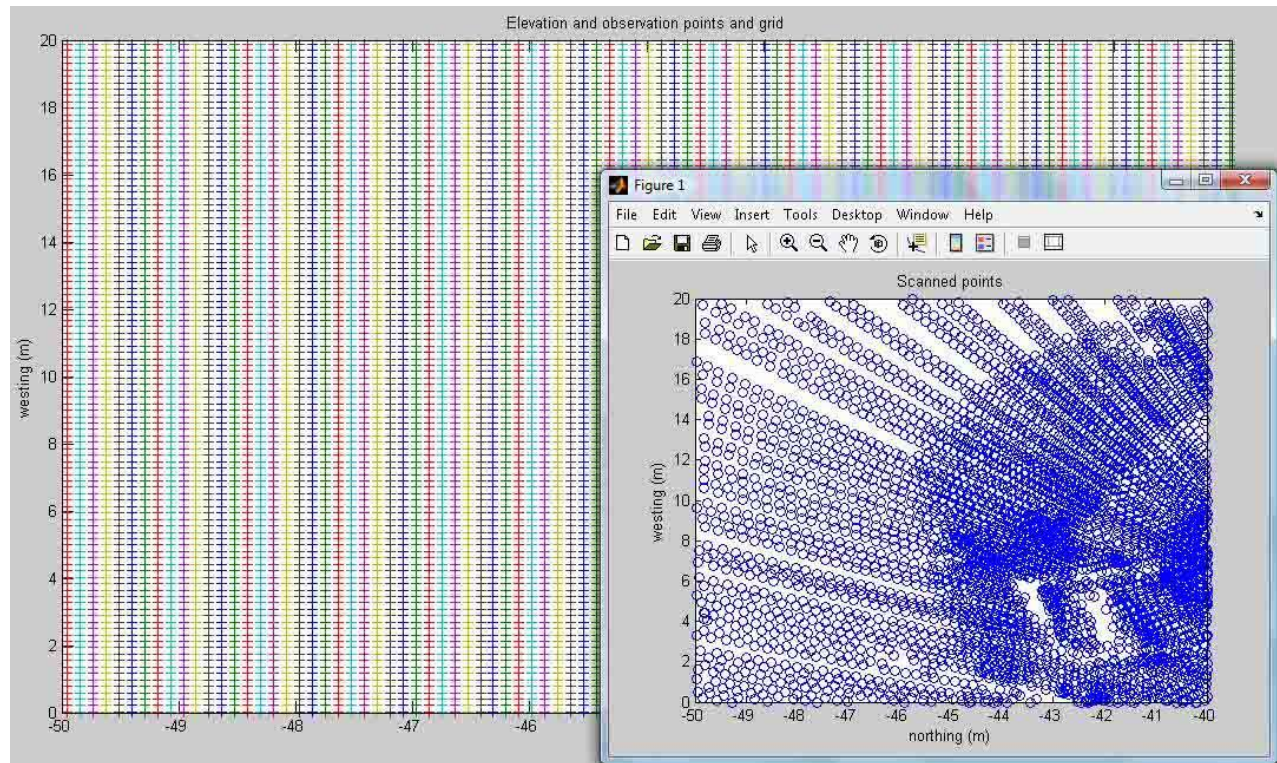 Elevation and observation points and grid
20
18
16
14
12
10
8
6
4
2
0
westing (m)
-50 -49 -48 -47 -46
Figure 1
File Edit View Insert Tools Desktop Window Help
Scanned points
20
18
16
14
12
10
8
6
4
2
0
westing (m)
-50 -49 -48 -47 -46 -45 -44 -43 -42 -41 -40
northing (m)